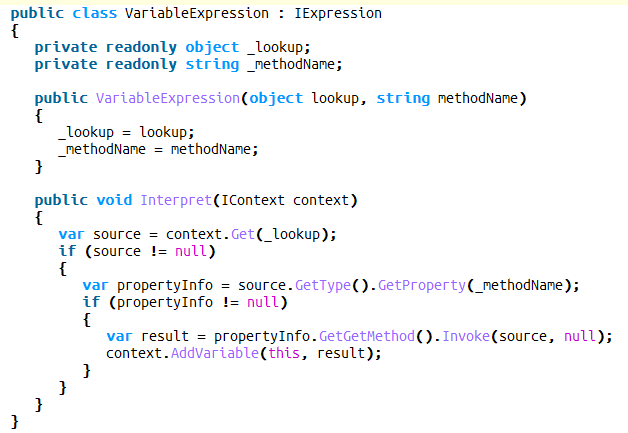 public class VariableExpression : IExpression
{
private readonly object _lookup;
private readonly string _methodName;
public VariableExpression(object lookup, string methodName)
{
_lookup = lookup;
_methodName = methodName;
}
public void Interpret(IContext context)
{
var source = context.Get(_lookup);
if (source != null)
{
var propertyInfo = source.GetType().GetProperty(_methodName);
if (propertyInfo != null)
{
var result = propertyInfo.GetGetMethod().Invoke(source, null);
context.AddVariable(this, result);
}
}
}
}